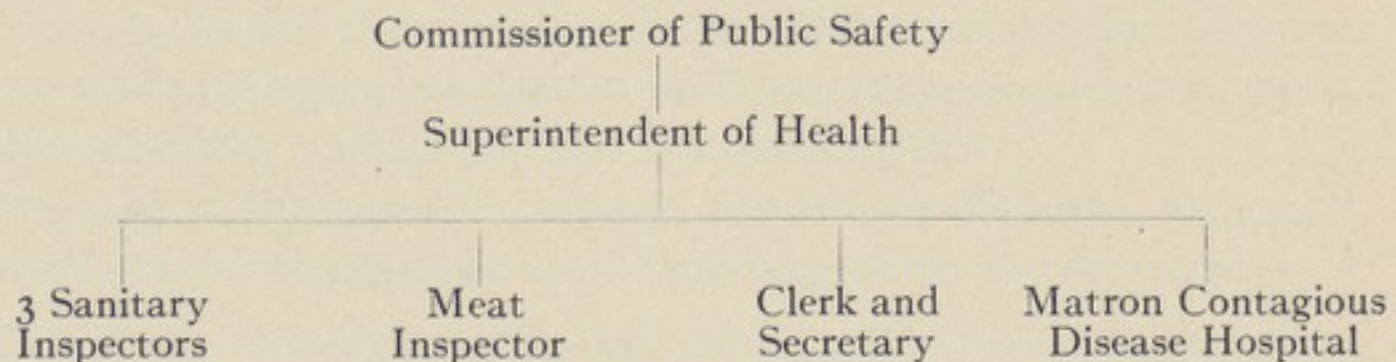 Commissioner of Public Safety
Superintendent of Health
3 Sanitary
Inspectors
Meat
Inspector
Clerk and
Secretary
Matron Contagious
Disease Hospital